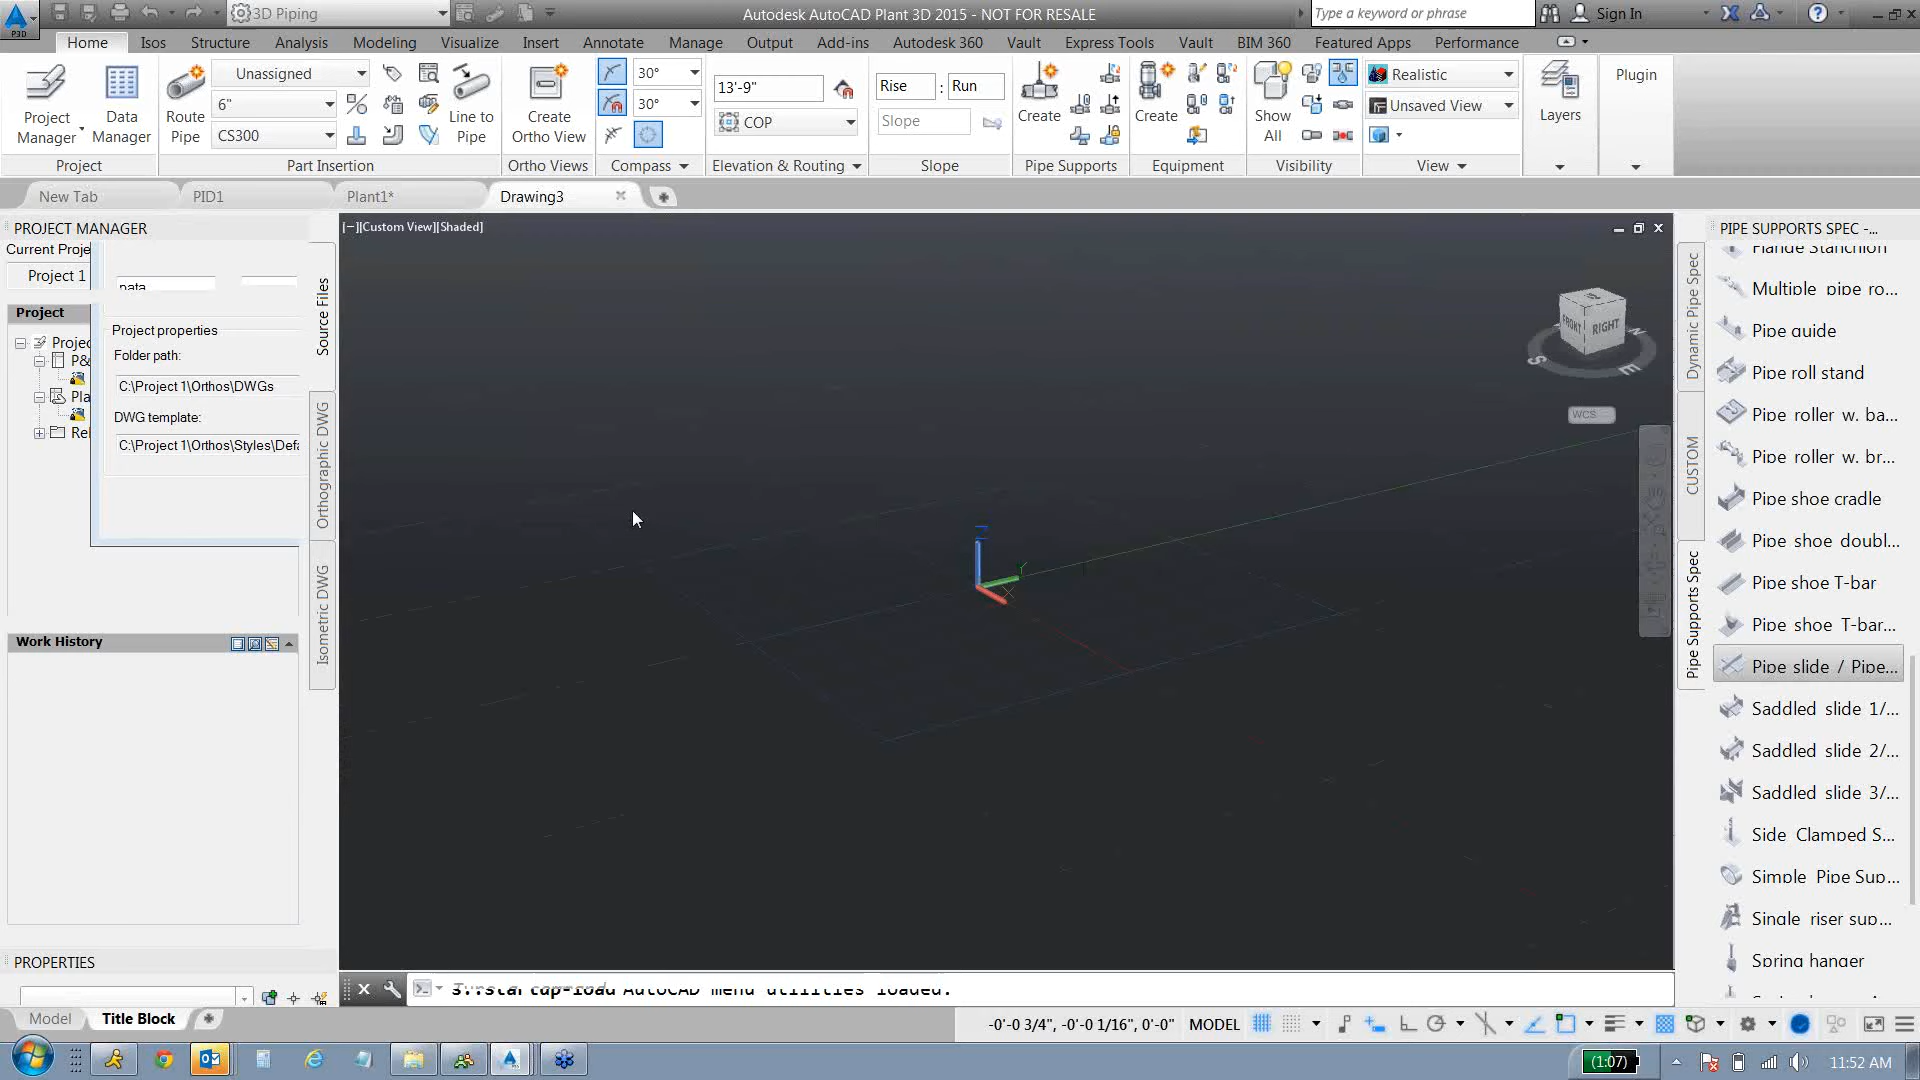 P3D
3D Piping
Autodesk AutoCAD Plant 3D 2015 - NOT FOR RESALE
Type a keyword or phrase
Sign In
Home
Isos
Structure
Analysis
Modeling
Visualize
Insert
Annotate
Manage
Output
Add-ins
Autodesk 360
Vault
Express Tools
Vault
BIM 360
Featured Apps
Performance
Project
Manager
Data
Manager
Project
Route
Pipe
Unassigned
6"
CS300
Line to
Pipe
Part Insertion
Create
Ortho View
Ortho Views
30°
30°
Compass
13'-9"
COP
Elevation & Routing
Rise
:
Run
Slope
Slope
Create
Pipe Supports
Create
Equipment
Show
All
Visibility
Realistic
Unsaved View
View
Layers
Plugin
New Tab
PID1
Plant1*
Drawing3
PROJECT MANAGER
Current Proje
Project 1
Project
Projec
P&
Pla
Rel
Project properties
Folder path:
C:\Project 1\Orthos\DWGs
DWG template:
C:\Project 1\Orthos\Styles\Defa
Source Files
Orthographic DWG
Isometric DWG
Work History
PROPERTIES
[−][Custom View][Shaded]
FRONT
RIGHT
S
E
N
WCS
Y
X
PIPE SUPPORTS SPEC -...
Dynamic Pipe Spec
CUSTOM
Pipe Supports Spec
Multiple pipe ro...
Pipe guide
Pipe roll stand
Pipe roller w. ba...
Pipe roller w. br...
Pipe shoe cradle
Pipe shoe doubl...
Pipe shoe T-bar
Pipe shoe T-bar...
Pipe slide / Pipe...
Saddled slide 1/...
Saddled slide 2/...
Saddled slide 3/...
Side Clamped S...
Simple Pipe Sup...
Single riser sup...
Spring hanger
AutoCAD menu utilities loaded.
Model
Title Block
-0'-0 3/4", -0'-0 1/16", 0'-0"
MODEL
(1:07)
11:52 AM